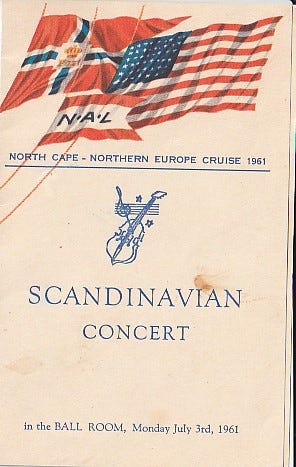 N.A.L
NORTH CAPE - NORTHERN EUROPE CRUISE 1961
SCANDINAVIAN
CONCERT
in the BALL ROOM, Monday July 3rd, 1961